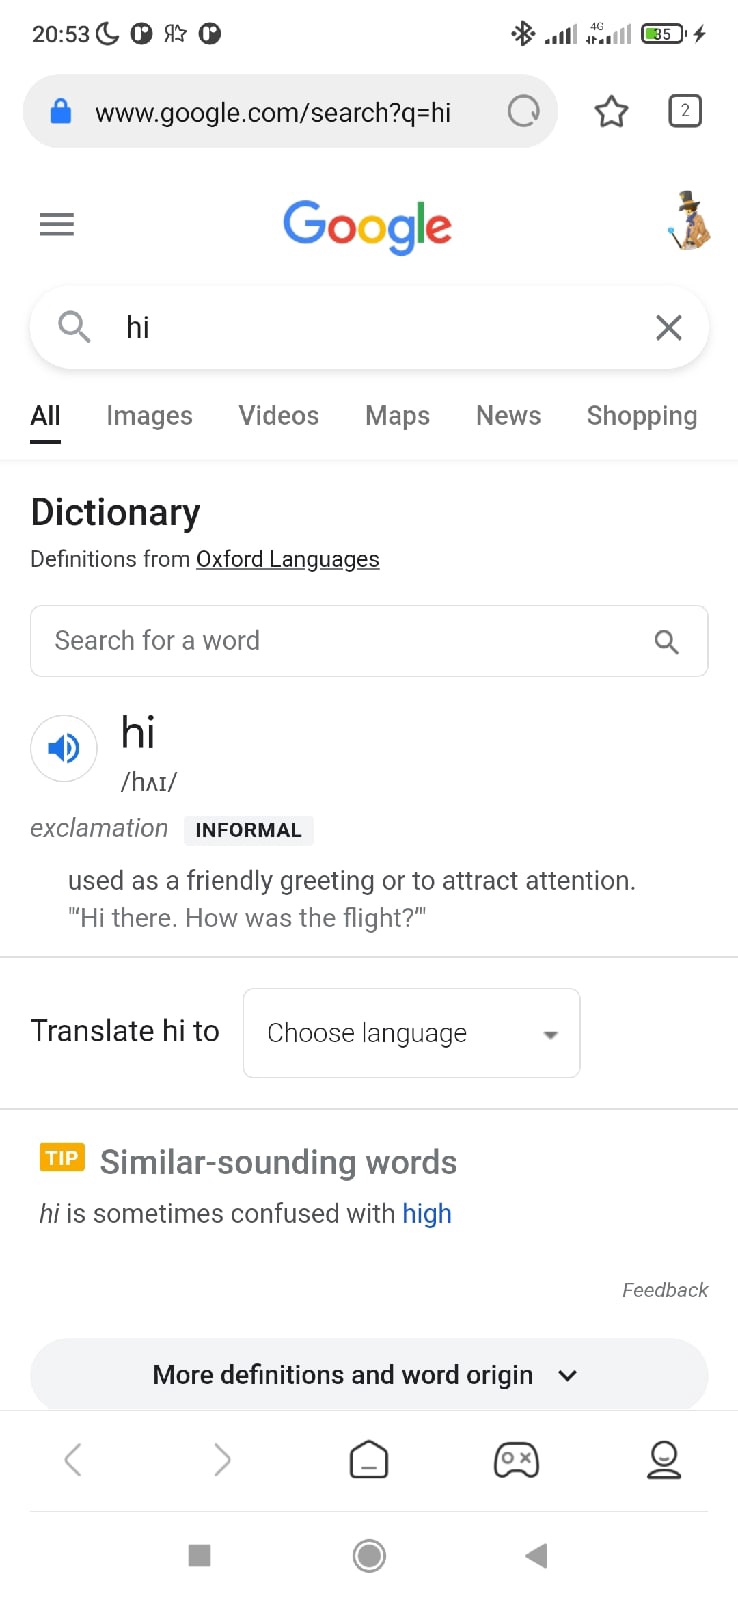 20:53
4G
35
www.google.com/search?q=hi
2
Google
hi
All Images Videos Maps News Shopping
Dictionary
Definitions from Oxford Languages
Search for a word
hi
/hʌɪ/
exclamation INFORMAL
used as a friendly greeting or to attract attention.
"‘Hi there. How was the flight?’"
Translate hi to Choose language
TIP Similar-sounding words
hi is sometimes confused with high
Feedback
More definitions and word origin